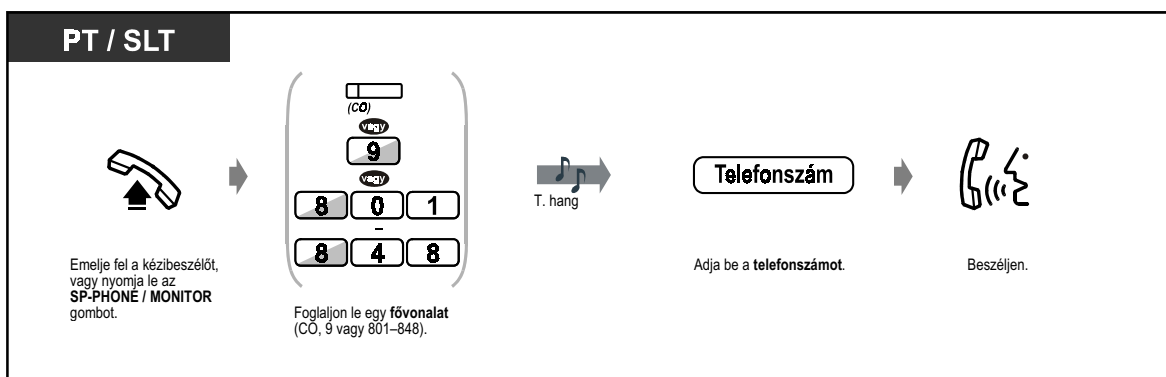 PT / SLT
(CO)
vagy
9
vagy
8 0 1
–
8 4 8
T. hang
Telefonszám
Emelje fel a kézibeszélőt,
vagy nyomja le az
SP-PHONE / MONITOR
gombot.
Foglaljon le egy fővonalat
(CO, 9 vagy 801–848).
Adja be a telefonszámot.
Beszéljen.